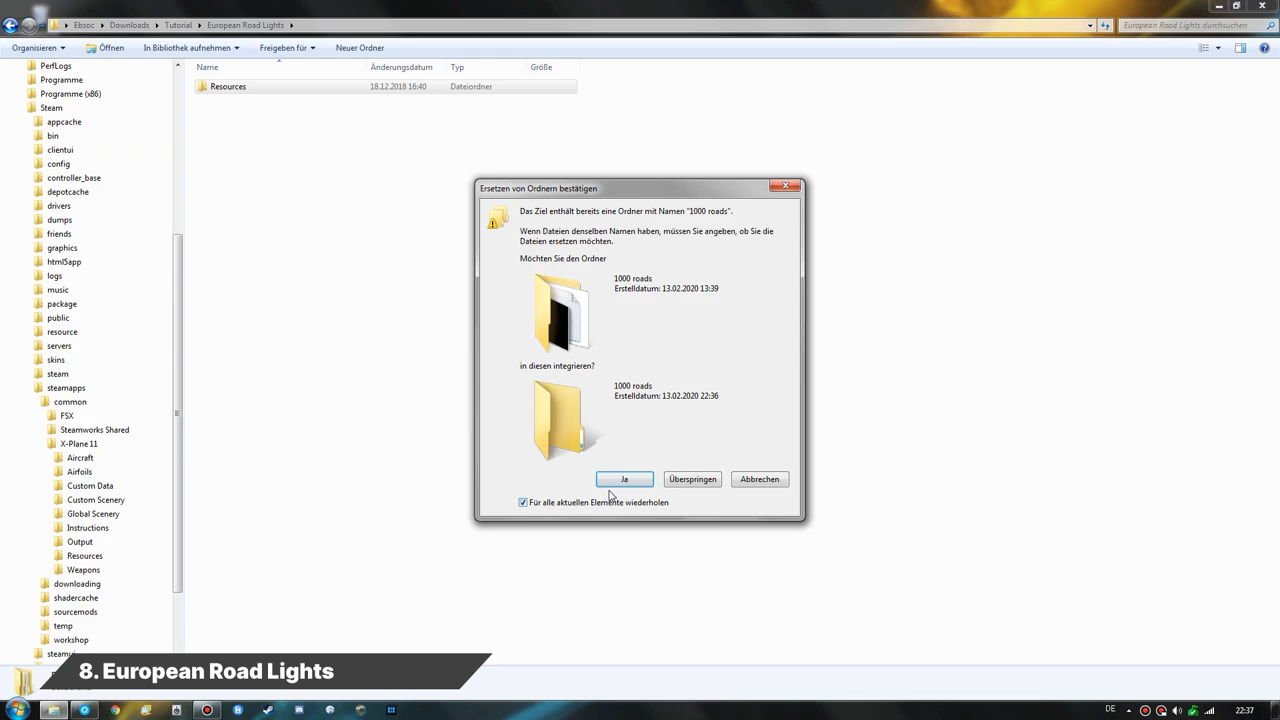 Ebsoc
Downloads
Tutorial
European Road Lights
European Road Lights durchsuchen
Organisieren
Öffnen
In Bibliothek aufnehmen
Freigeben für
Neuer Ordner
PerfLogs
Programme
Programme (x86)
Steam
appcache
bin
clientui
config
controller_base
depotcache
drivers
dumps
friends
graphics
html5app
logs
music
package
public
resource
servers
skins
steam
steamapps
common
FSX
Steamworks Shared
X-Plane 11
Aircraft
Airfoils
Custom Data
Custom Scenery
Global Scenery
Instructions
Output
Resources
Weapons
downloading
shadercache
sourcemods
temp
workshop
Name
Änderungsdatum
Typ
Größe
Resources
18.12.2018 16:40
Dateiordner
Ersetzen von Ordnern bestätigen
Das Ziel enthält bereits eine Ordner mit Namen "1000 roads".
Wenn Dateien denselben Namen haben, müssen Sie angeben, ob Sie die
Dateien ersetzen möchten.
Möchten Sie den Ordner
1000 roads
Erstelldatum: 13.02.2020 13:39
in diesen integrieren?
1000 roads
Erstelldatum: 13.02.2020 22:36
Ja
Überspringen
Abbrechen
Für alle aktuellen Elemente wiederholen
8. European Road Lights
DE
22:37